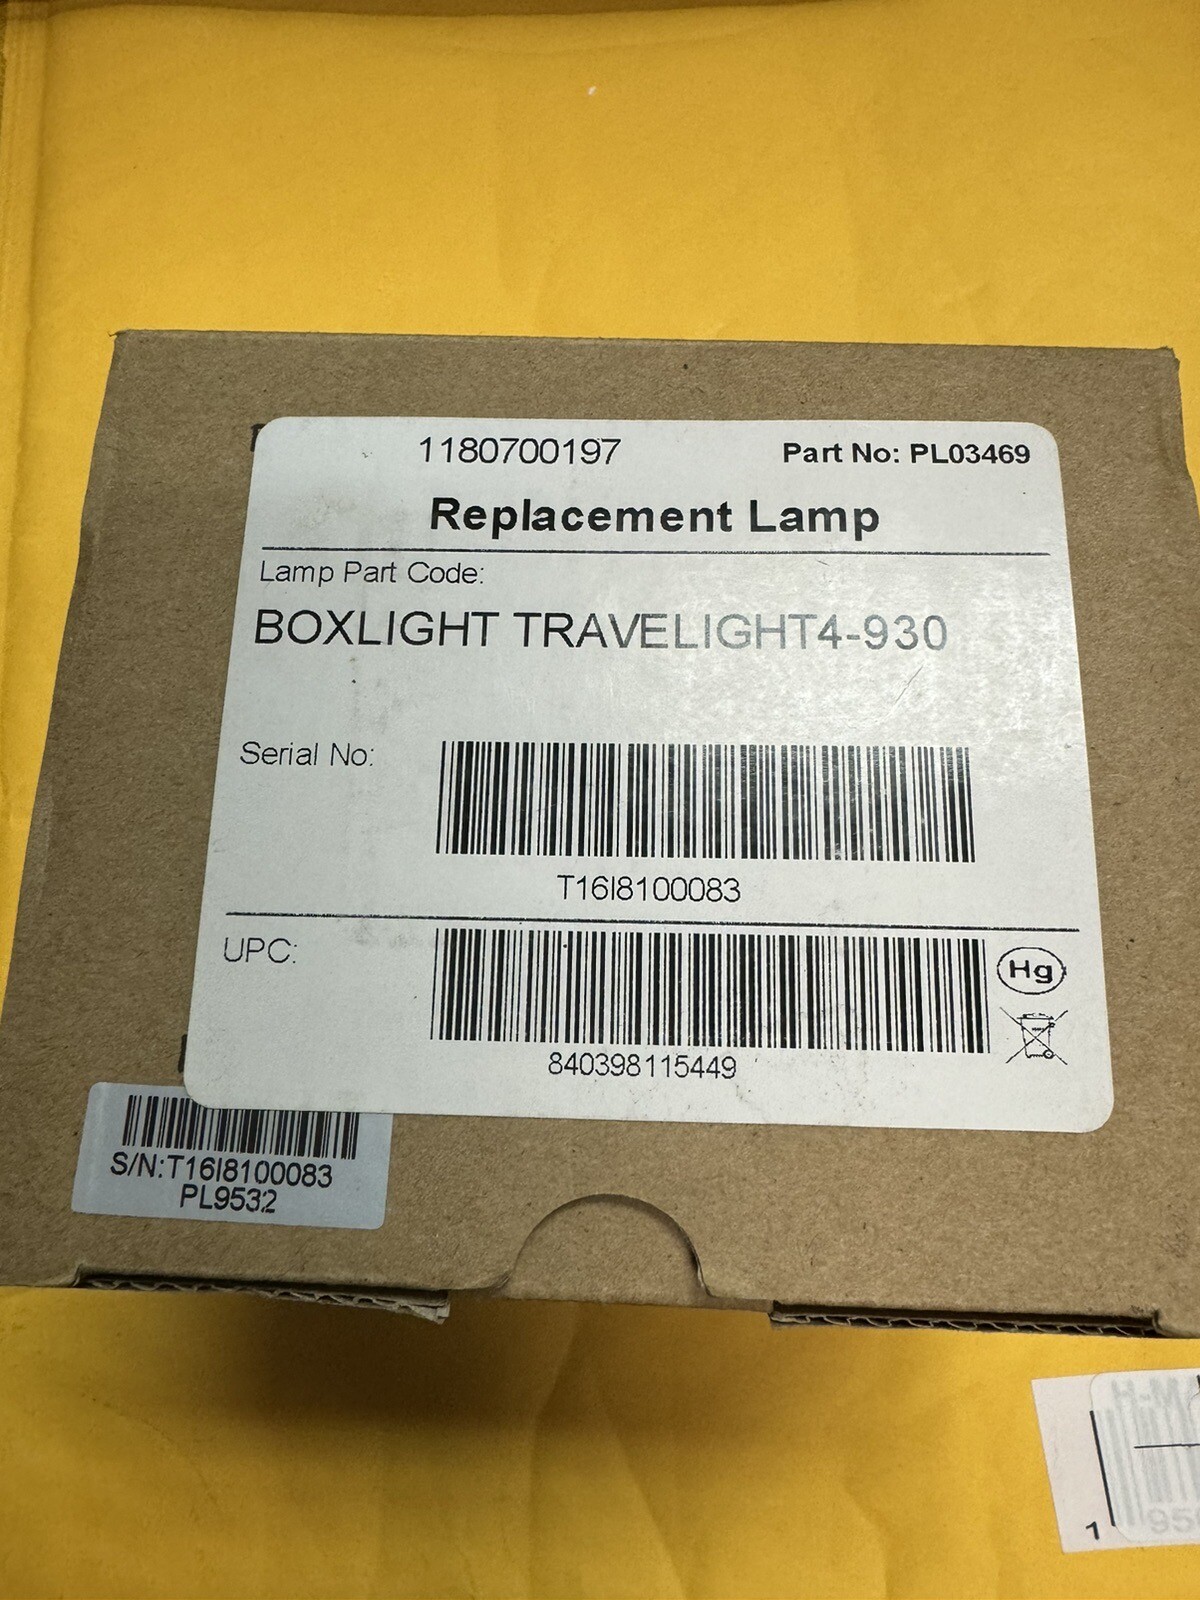 1180700197 Part No: PL03469
Replacement Lamp
Lamp Part Code:
BOXLIGHT TRAVELIGHT4-930
Serial No:
T16I8100083
UPC:
Hg
840398115449
S/N:T16I8100083
PL9532
H-M
1